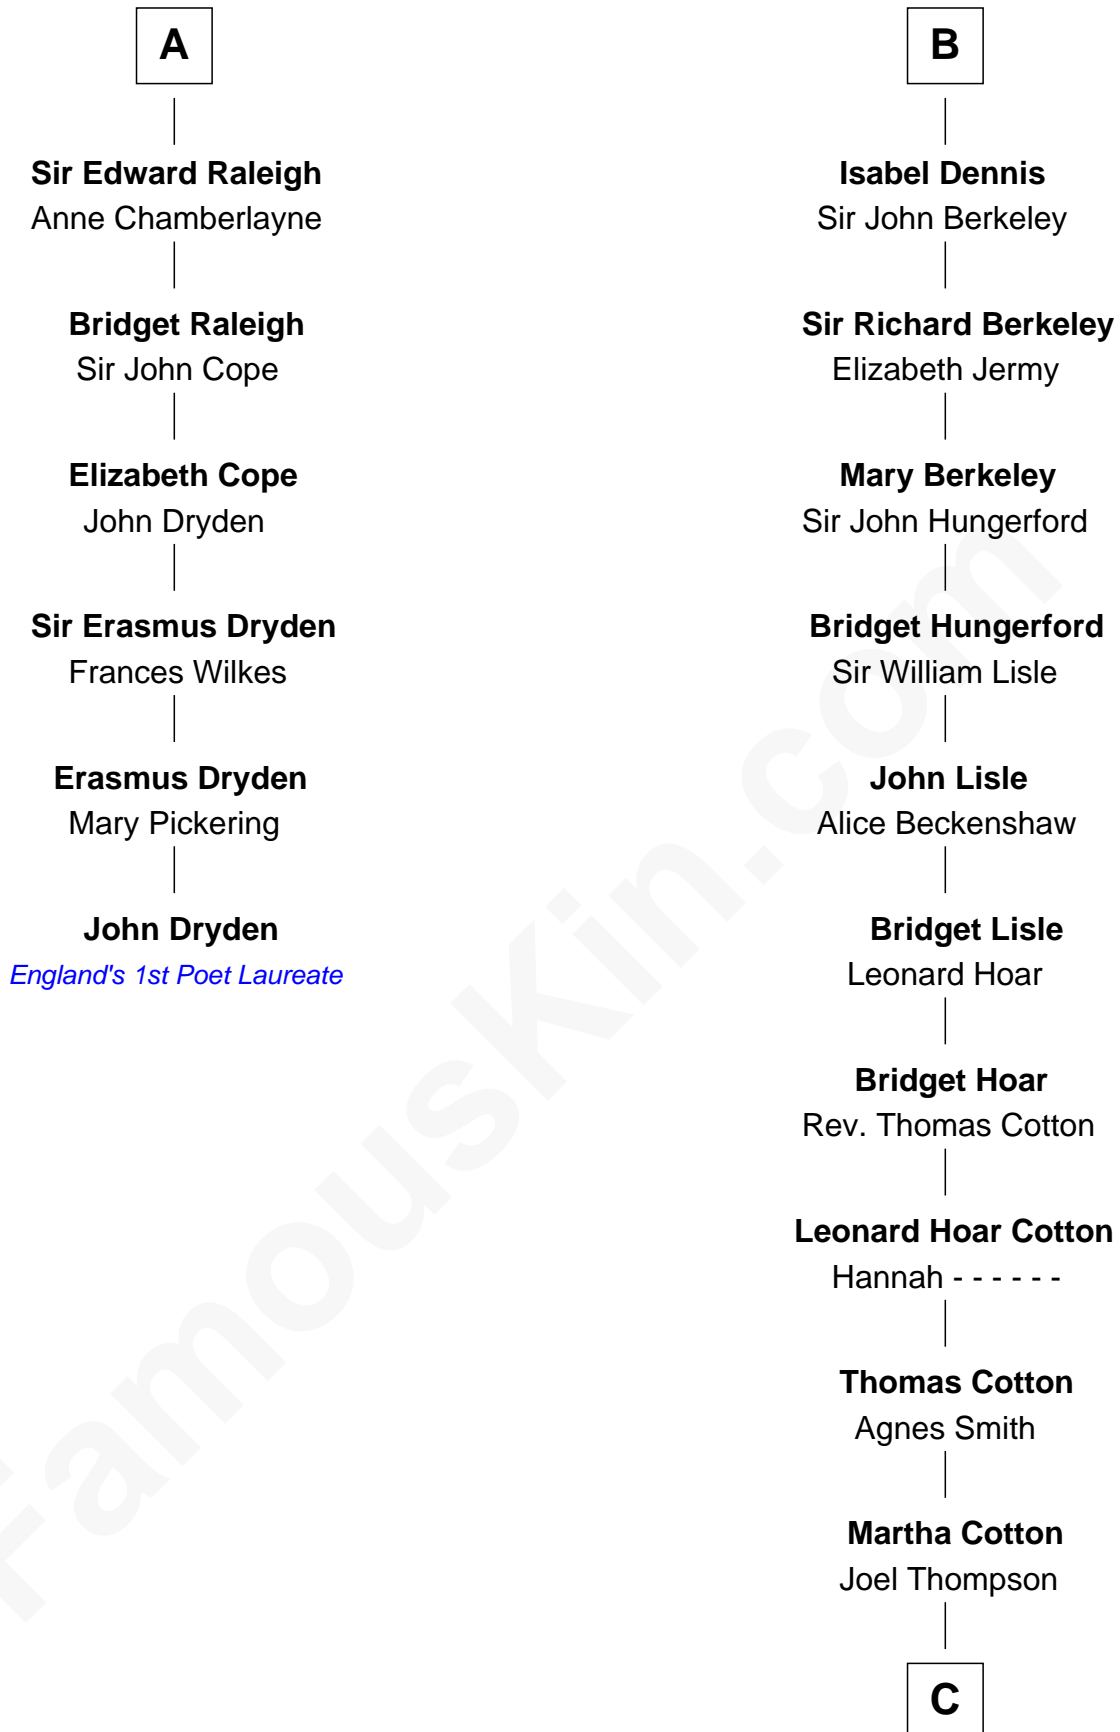 A
Sir Edward Raleigh
Anne Chamberlayne
Bridget Raleigh
Sir John Cope
Elizabeth Cope
John Dryden
Sir Erasmus Dryden
Frances Wilkes
Erasmus Dryden
Mary Pickering
John Dryden
England's 1st Poet Laureate
B
Isabel Dennis
Sir John Berkeley
Sir Richard Berkeley
Elizabeth Jermy
Mary Berkeley
Sir John Hungerford
Bridget Hungerford
Sir William Lisle
John Lisle
Alice Beckenshaw
Bridget Lisle
Leonard Hoar
Bridget Hoar
Rev. Thomas Cotton
Leonard Hoar Cotton
Hannah - - - - - -
Thomas Cotton
Agnes Smith
Martha Cotton
Joel Thompson
C
FamousKin.com